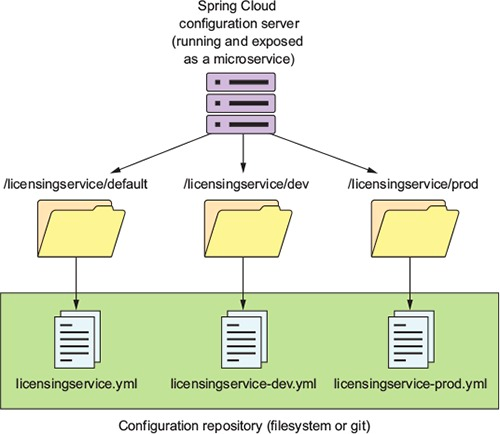 Spring Cloud
configuration server
(running and exposed
as a microservice)
/licensingservice/default
/licensingservice/dev
/licensingservice/prod
licensingservice.yml
licensingservice-dev.yml
licensingservice-prod.yml
Configuration repository (filesystem or git)